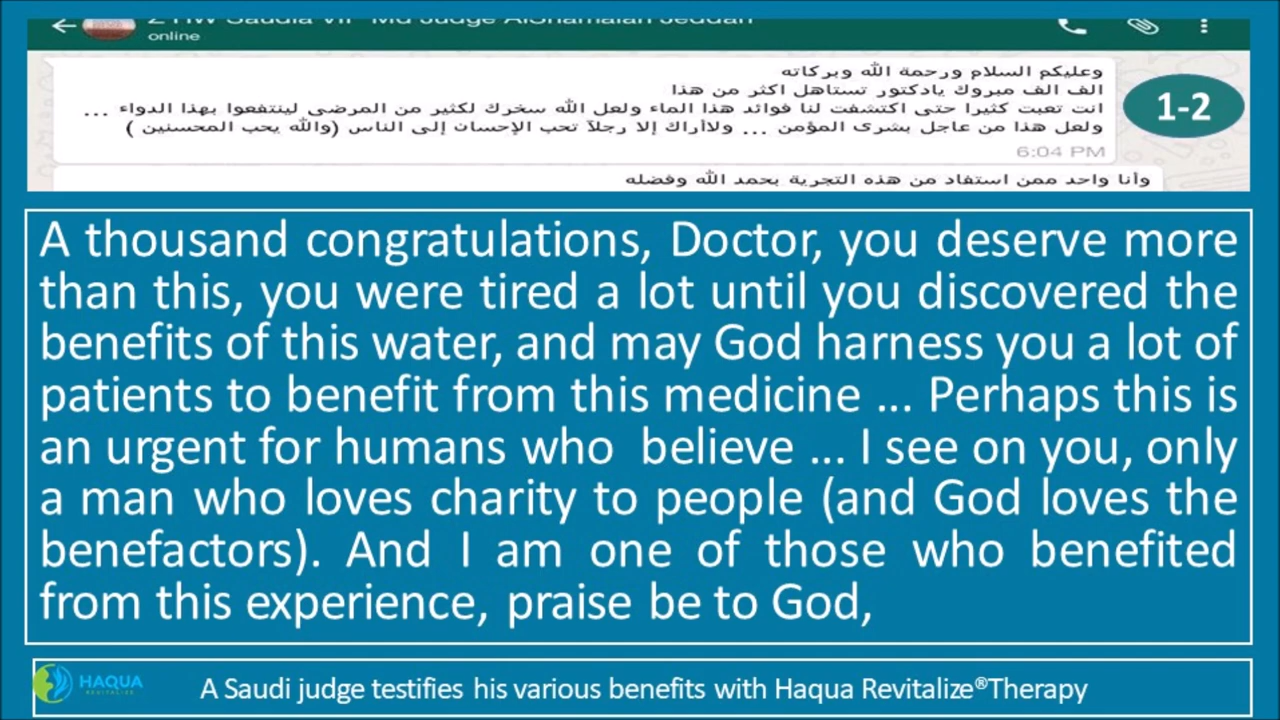 online
وعليكم السلام ورحمة الله وبركاته
الف الف مبروك يادكتور تستاهل اكثر من هذا
انت تعبت كثيرا حتى اكتشفت لنا فوائد هذا الماء ولعل الله سخرك لكثير من المرضى لينتفعوا بهذا الدواء ...
ولعل هذا من عاجل بشرى المؤمن ... ولاأراك إلا رجلاً تحب الإحسان إلى الناس (والله يحب المحسنين )
6:04 PM
1-2
وأنا واحد ممن استفاد من هذه التجربة بحمد الله وفضله
A thousand congratulations, Doctor, you deserve more
than this, you were tired a lot until you discovered the
benefits of this water, and may God harness you a lot of
patients to benefit from this medicine ... Perhaps this is
an urgent for humans who believe ... I see on you, only
a man who loves charity to people (and God loves the
benefactors). And I am one of those who benefited
from this experience, praise be to God,
HAQUA
REVITALIZE
A Saudi judge testifies his various benefits with Haqua Revitalize®Therapy